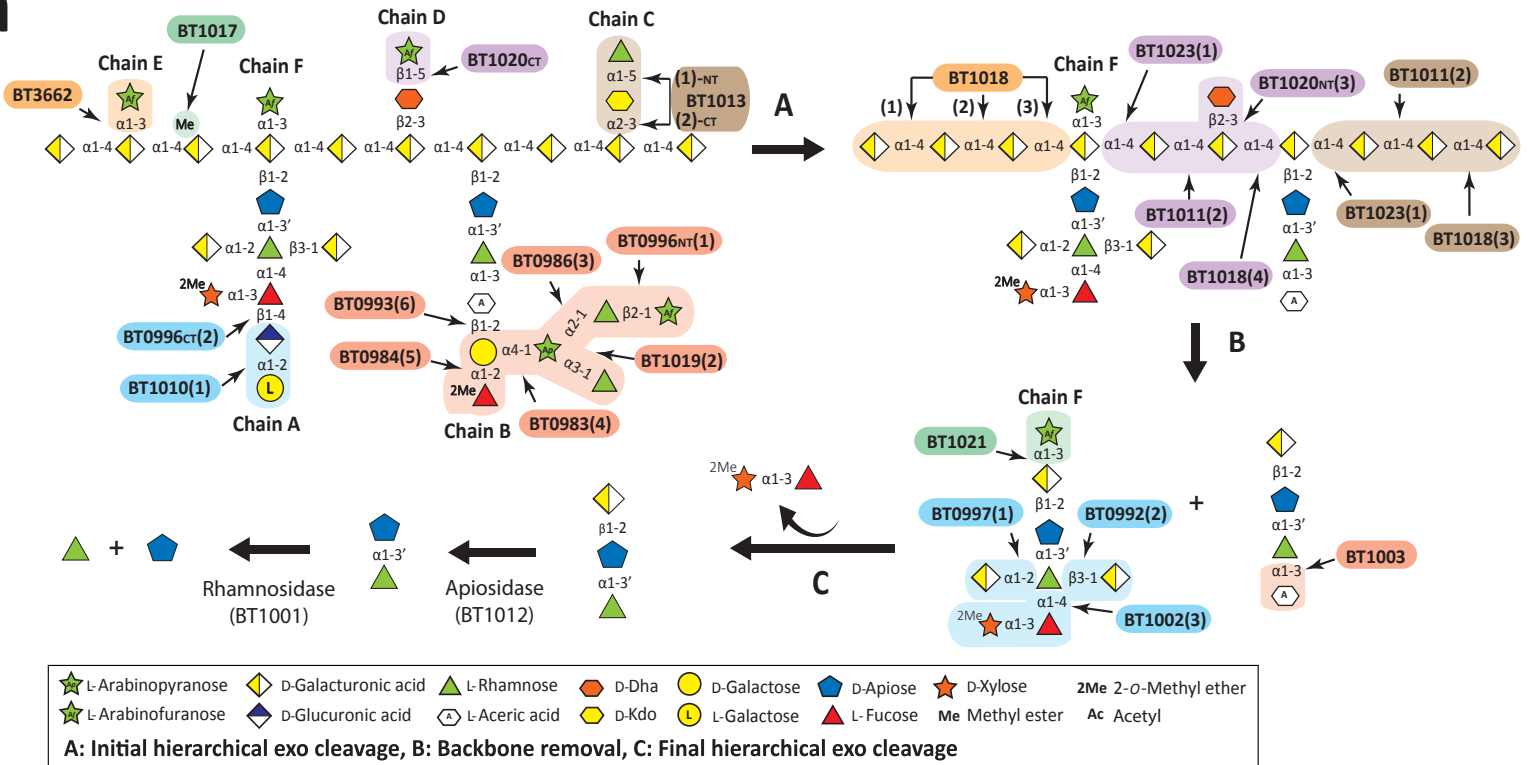 Chain E
BT1017
Chain F
Chain D
Chain C
BT3662
Af
α1-3
Me
Af
α1-3
Af
β1-5
BT1020CT
β2-3
α1-5
α2-3
(1)-NT
BT1013
(2)-CT
α1-4 α1-4 α1-4 α1-4 α1-4 α1-4 α1-4 α1-4 α1-4
β1-2
α1-3′
α1-2
β3-1
α1-4
2Me
α1-3
β1-4
BT0996CT(2)
α1-2
BT1010(1)
L
Chain A
β1-2
α1-3′
α1-3
A
β1-2
BT0993(6)
BT0984(5)
α1-2
2Me
Chain B
α4-1
Ap
α2-1
β2-1
Af
α3-1
BT0986(3)
BT0996NT(1)
BT1019(2)
BT0983(4)
A
BT1018
(1)
(2)
(3)
Chain F
Af
α1-3
BT1023(1)
β2-3
BT1020NT(3)
BT1011(2)
α1-4 α1-4 α1-4 α1-4 α1-4 α1-4 α1-4 α1-4 α1-4
BT1011(2)
BT1018(4)
BT1023(1)
BT1018(3)
β1-2
α1-3′
α1-2
β3-1
α1-4
2Me
α1-3
β1-2
α1-3′
α1-3
A
B
Chain F
Af
α1-3
BT1021
β1-2
BT0997(1)
BT0992(2)
α1-3′
α1-2
β3-1
α1-4
2Me
α1-3
BT1002(3)
+
β1-2
α1-3′
α1-3
A
BT1003
C
2Me
α1-3
β1-2
α1-3′
Apiosidase
(BT1012)
α1-3′
Rhamnosidase
(BT1001)
+
Ap L-Arabinopyranose D-Galacturonic acid L-Rhamnose D-Dha D-Galactose D-Apiose D-Xylose 2Me 2-O-Methyl ether
Af L-Arabinofuranose D-Glucuronic acid A L-Aceric acid D-Kdo L L-Galactose L-Fucose Me Methyl ester Ac Acetyl
A: Initial hierarchical exo cleavage, B: Backbone removal, C: Final hierarchical exo cleavage